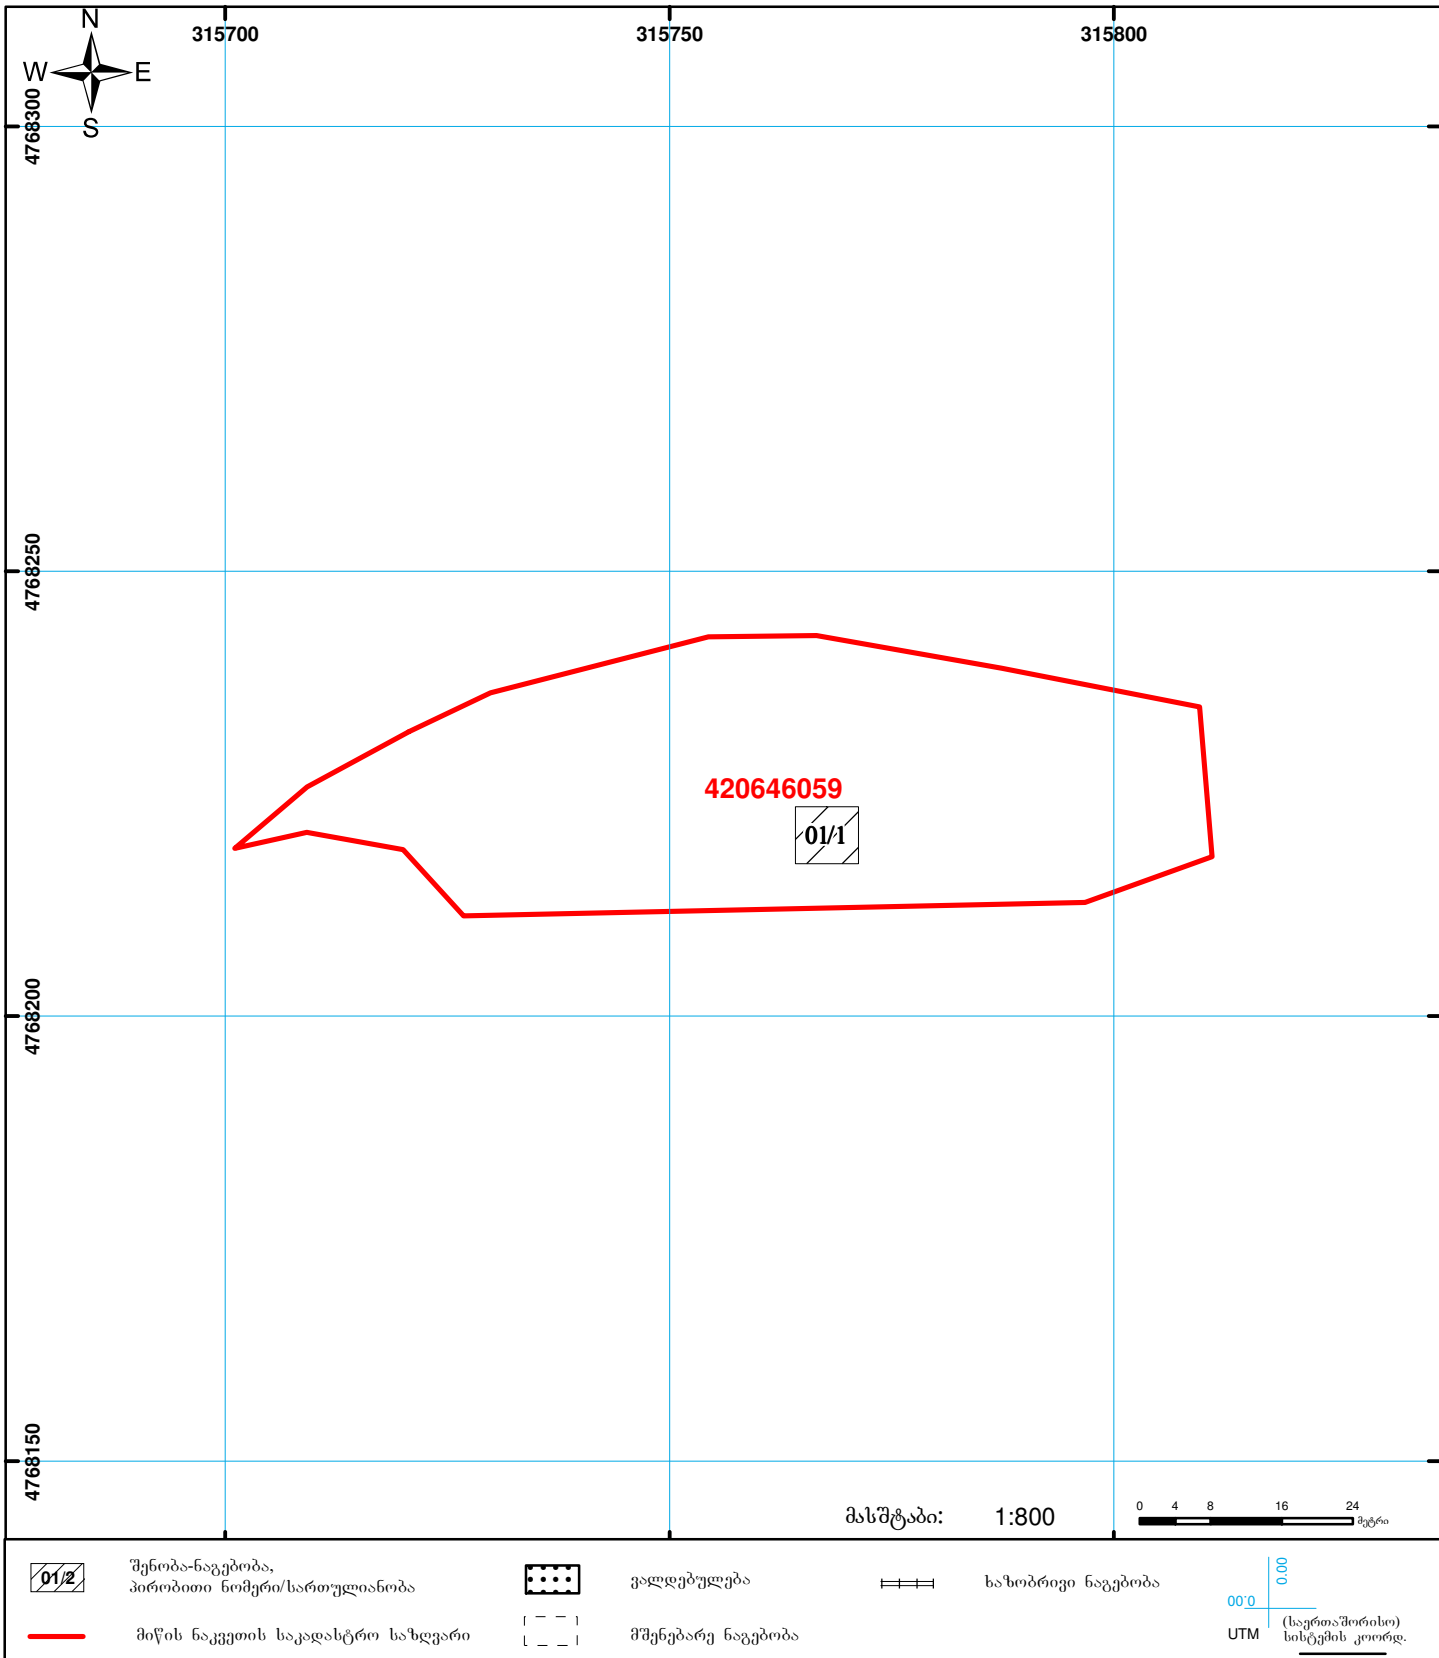 N
W E
S
315700 315750 315800
4768300
4768250
4768200
4768150
420646059
01/1
მასშტაბი: 1:800
0 4 8 16 24
მეტრი
01/2
შენობა-ნაგებობა,
პირობითი ნომერი/სართულიანობა
ვალდებულება
ხაზობრივი ნაგებობა
მიწის ნაკვეთის საკადასტრო საზღვარი
მშენებარე ნაგებობა
00.0
00.0
UTM
(საერთაშორისო)
სისტემის კოორდ.